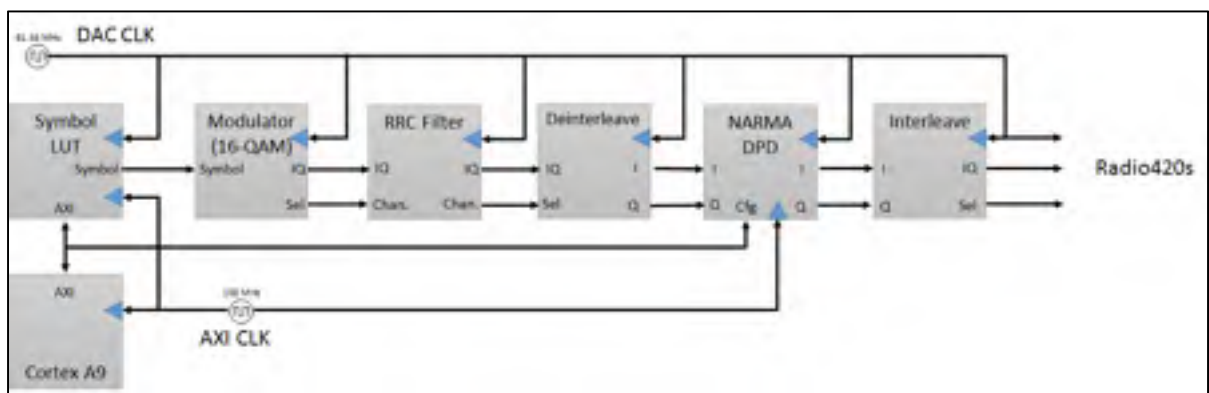 DAC CLK
Symbol
LUT
Symbol
AXI
Modulator
(16-QAM)
Symbol
IQ
Sel
RRC Filter
IQ
IQ
Chan.
Chan.
Deinterleave
IQ
I
Sel
Q
NARMA
DPD
I
I
Q
Cfg
Q
Interleave
I
IQ
Q
Sel
Radio420s
AXI
Cortex A9
AXI CLK